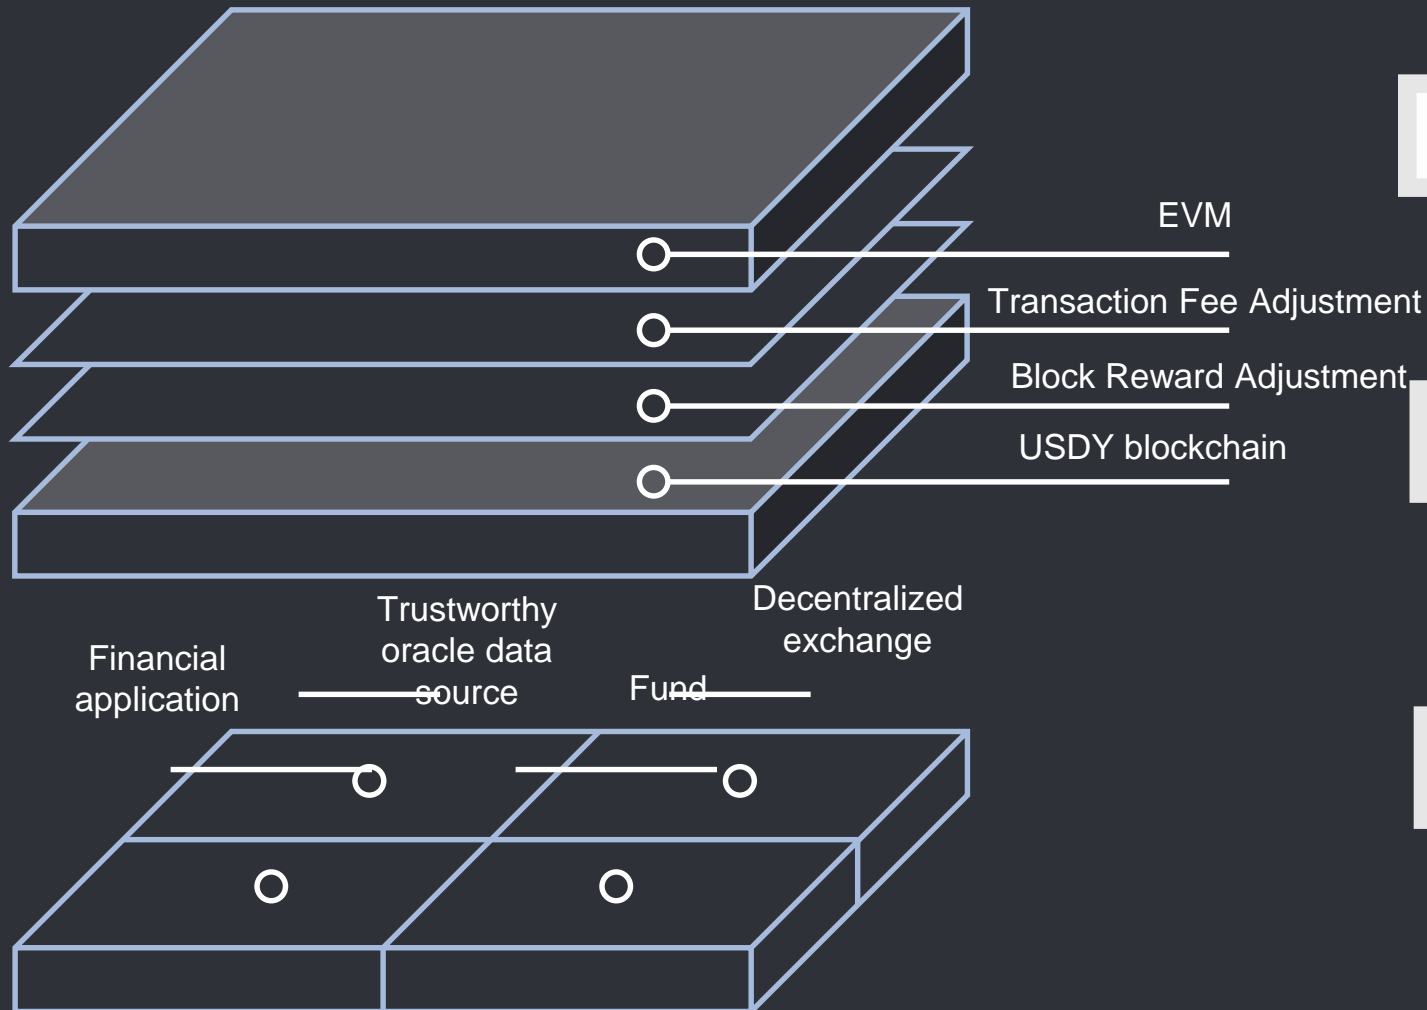 EVM
Transaction Fee Adjustment
Block Reward Adjustment
USDY blockchain
Financial
application
Trustworthy
oracle data
source
Fund
Decentralized
exchange